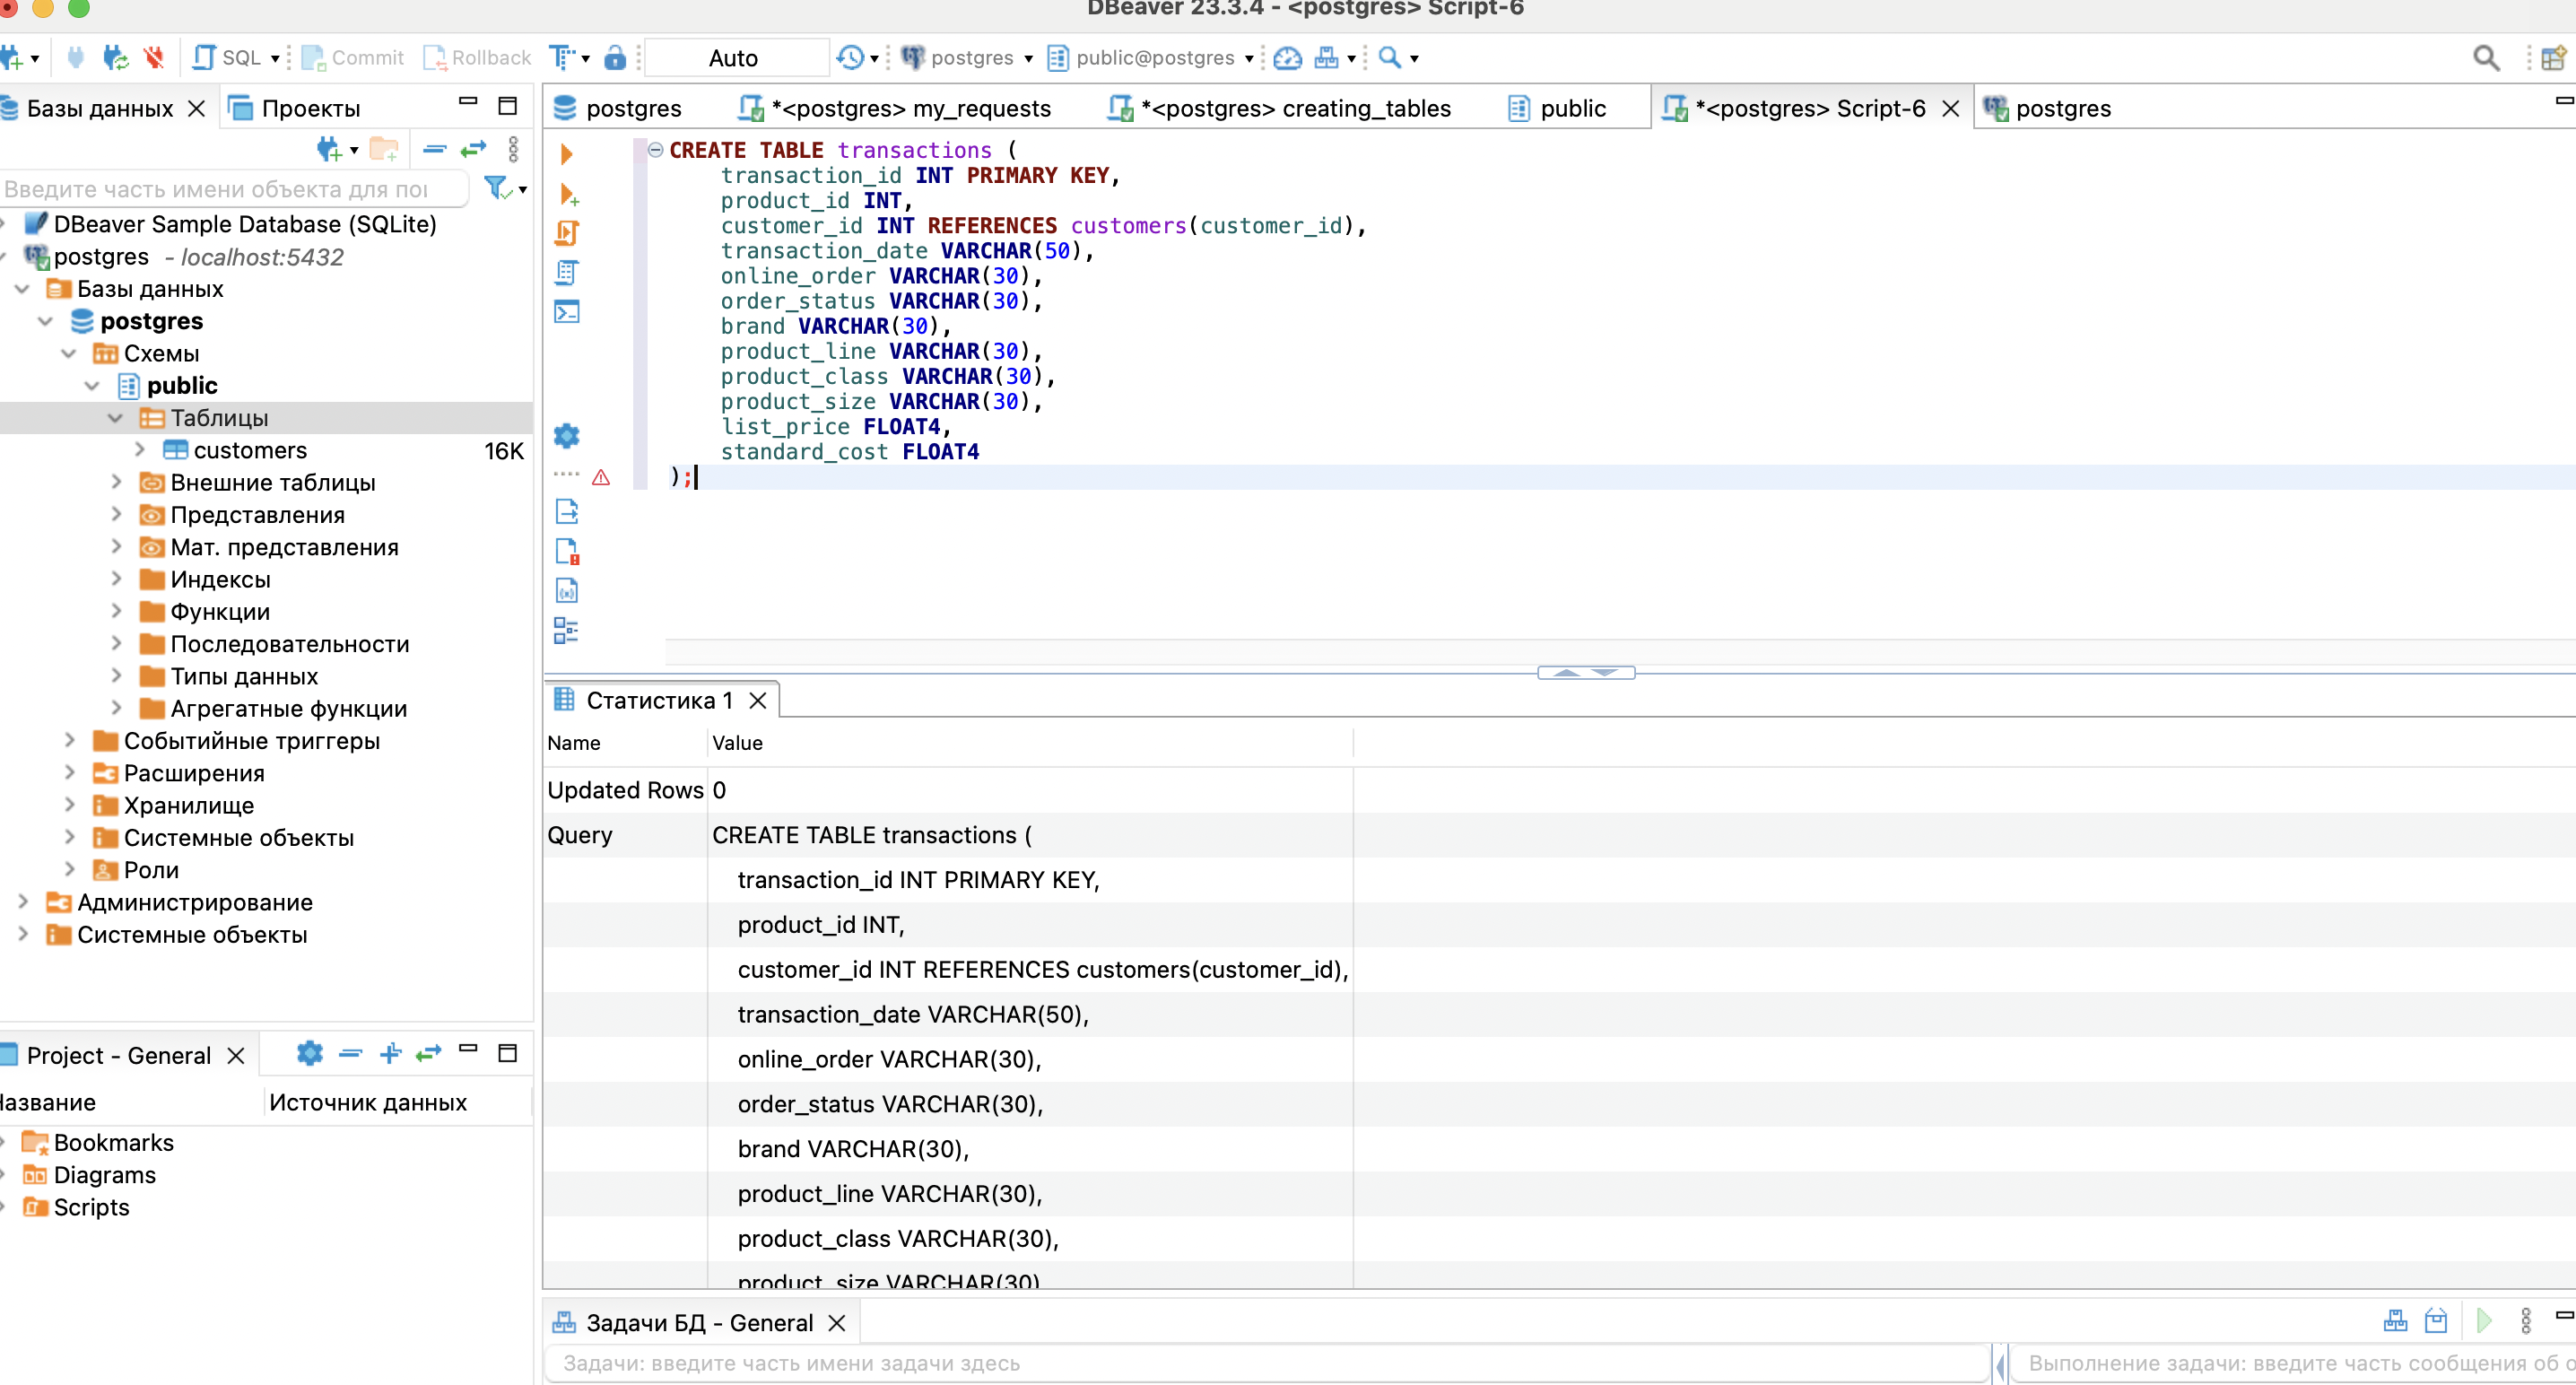 DBeaver 23.3.4 - <postgres> Script-6
SQL Commit Rollback Auto postgres public@postgres
Базы данных Проекты
postgres *<postgres> my_requests *<postgres> creating_tables public *<postgres> Script-6 postgres
Введите часть имени объекта для
DBeaver Sample Database (SQLite)
postgres - localhost:5432
Базы данных
postgres
Схемы
public
Таблицы
customers 16K
Внешние таблицы
Представления
Мат. представления
Индексы
Функции
Последовательности
Типы данных
Агрегатные функции
Событийные триггеры
Расширения
Хранилище
Системные объекты
Роли
Администрирование
Системные объекты
CREATE TABLE transactions (
transaction_id INT PRIMARY KEY,
product_id INT,
customer_id INT REFERENCES customers(customer_id),
transaction_date VARCHAR(50),
online_order VARCHAR(30),
order_status VARCHAR(30),
brand VARCHAR(30),
product_line VARCHAR(30),
product_class VARCHAR(30),
product_size VARCHAR(30),
list_price FLOAT4,
standard_cost FLOAT4
);
Статистика 1
Name Value
Updated Rows 0
Query CREATE TABLE transactions (
transaction_id INT PRIMARY KEY,
product_id INT,
customer_id INT REFERENCES customers(customer_id),
transaction_date VARCHAR(50),
online_order VARCHAR(30),
order_status VARCHAR(30),
brand VARCHAR(30),
product_line VARCHAR(30),
product_class VARCHAR(30),
product_size VARCHAR(30)
Project - General
Название Источник данных
Bookmarks
Diagrams
Scripts
Задачи БД - General
Задачи: введите часть имени задачи здесь
Выполнение задачи: введите часть сообщения об